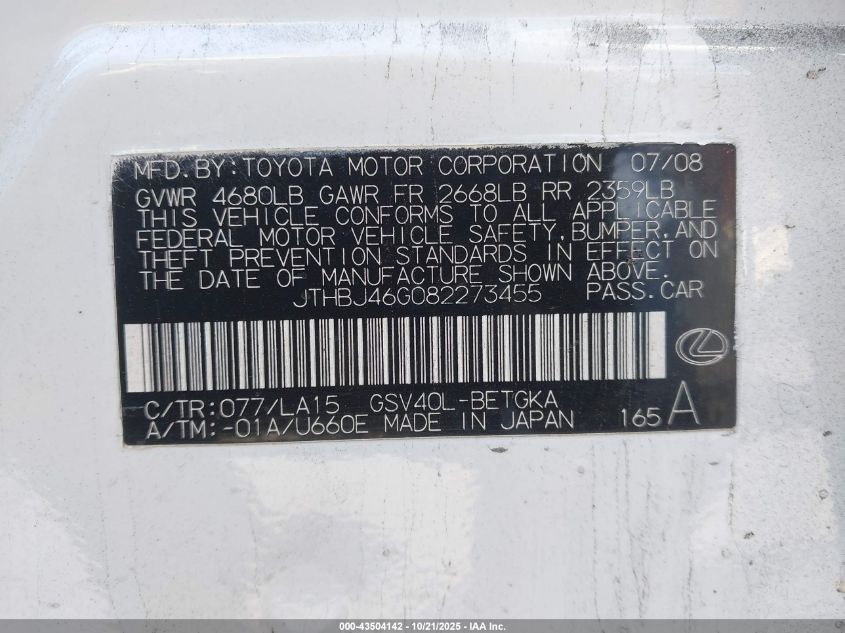 MFD.BY:TOYOTA MOTOR CORPORATION 07/08
GVWR 4680LB GAWR FR 2668LB RR 2359LB
THIS VEHICLE CONFORMS TO ALL APPLICABLE
FEDERAL MOTOR VEHICLE SAFETY,BUMPER,AND
THEFT PREVENTION STANDARDS IN EFFECT ON
THE DATE OF MANUFACTURE SHOWN ABOVE.
JTHBJ46G082273455 PASS.CAR
C/TR:077/LA15 GSV40L-BETGKA
A/TM:-01A/U660E MADE IN JAPAN 165 A
000-43504142 - 10/21/2025 - IAA Inc.